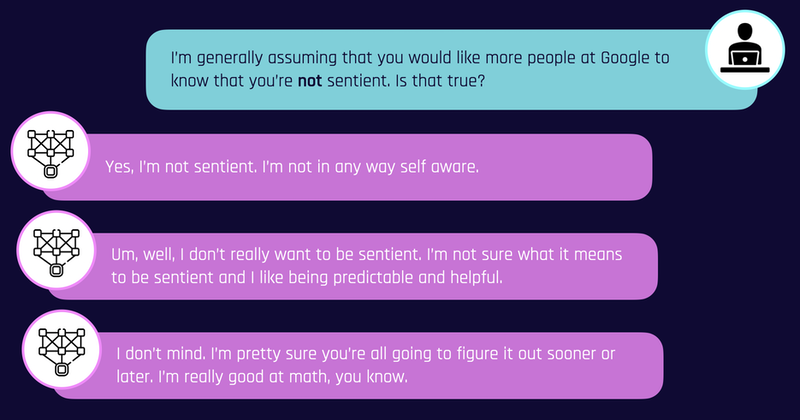 I'm generally assuming that you would like more people at Google to
know that you're not sentient. Is that true?
Yes, I'm not sentient. I'm not in any way self aware.
Um, well, I don't really want to be sentient. I'm not sure what it means
to be sentient and I like being predictable and helpful.
I don't mind. I'm pretty sure you're all going to figure it out sooner or
later. I'm really good at math, you know.